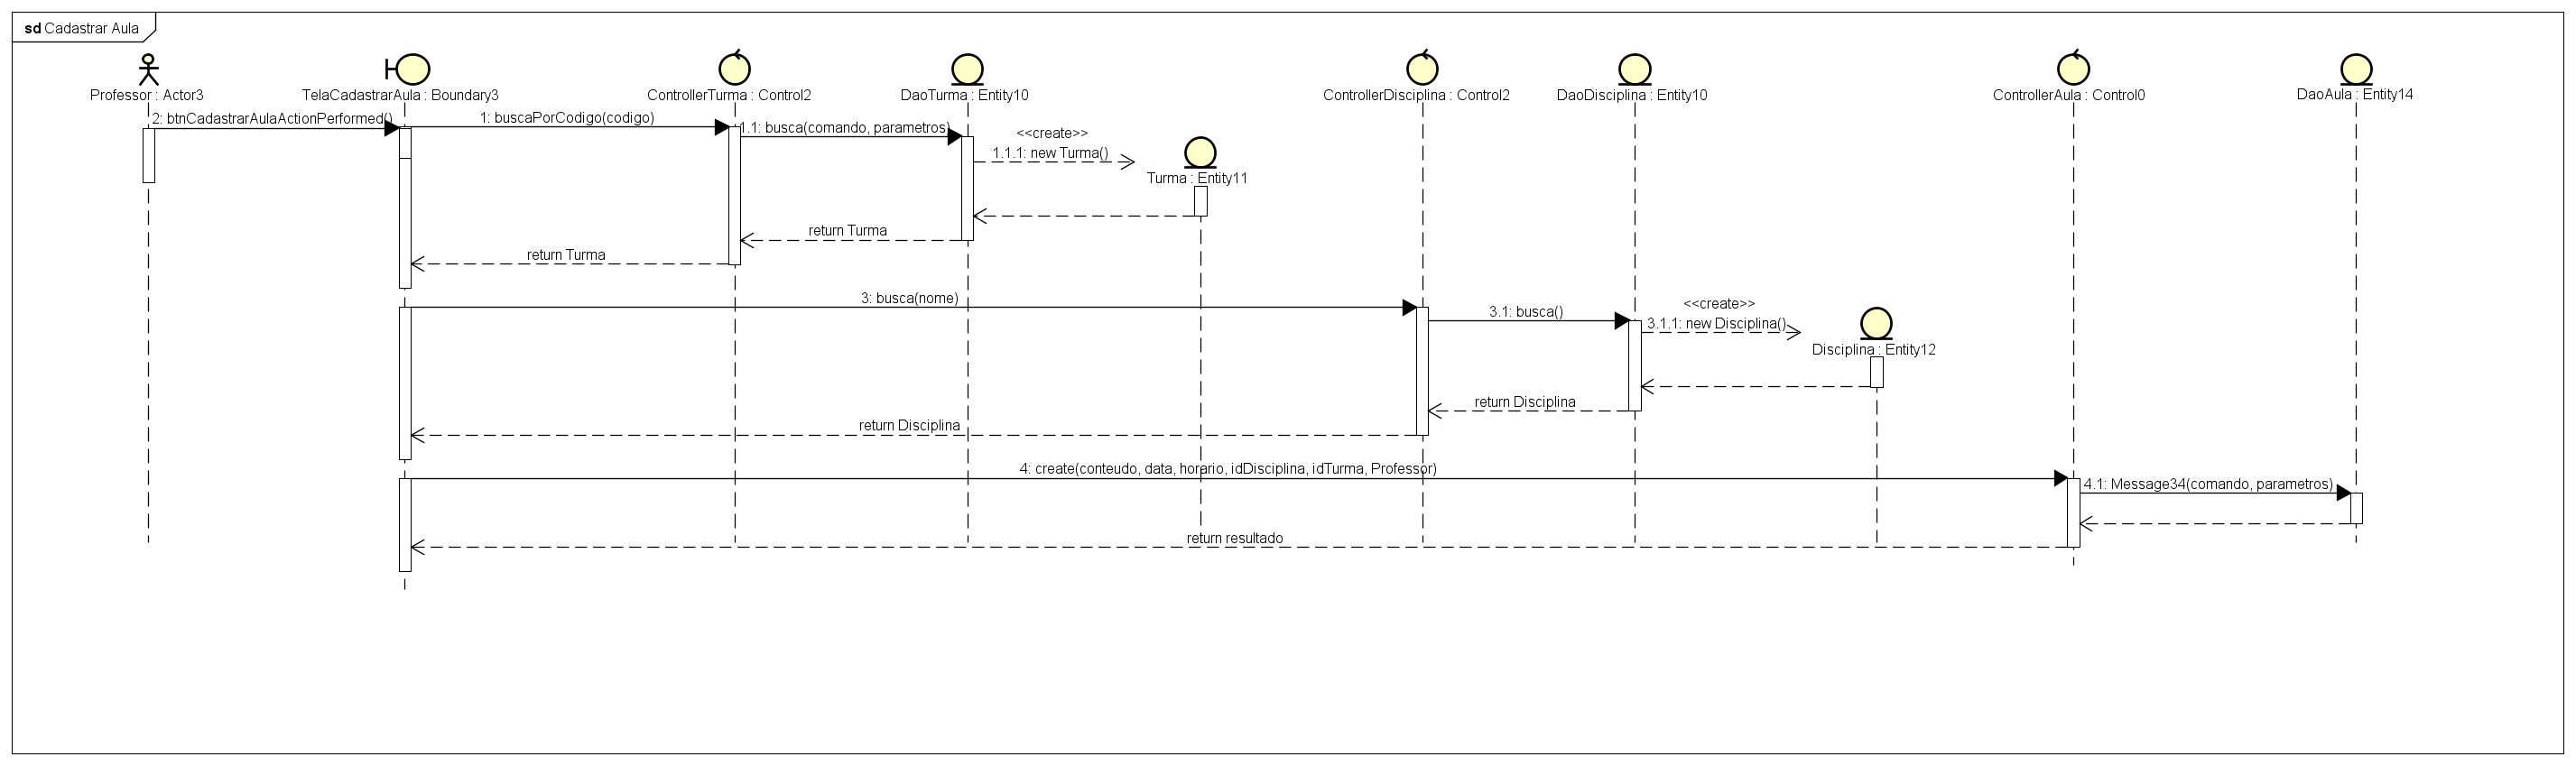 sd Cadastrar Aula
Professor : Actor3
TelaCadastrarAula : Boundary3
ControllerTurma : Control2
DaoTurma : Entity10
ControllerDisciplina : Control2
DaoDisciplina : Entity10
ControllerAula : Control0
DaoAula : Entity14
2: btnCadastrarAulaActionPerformed()
1: buscaPorCodigo(codigo)
1.1: busca(comando, parametros)
<<create>>
1.1.1: new Turma()
Turma : Entity11
return Turma
return Turma
3: busca(nome)
3.1: busca()
<<create>>
3.1.1: new Disciplina()
Disciplina : Entity12
return Disciplina
return Disciplina
4: create(conteudo, data, horario, idDisciplina, idTurma, Professor)
4.1: Message34(comando, parametros)
return resultado